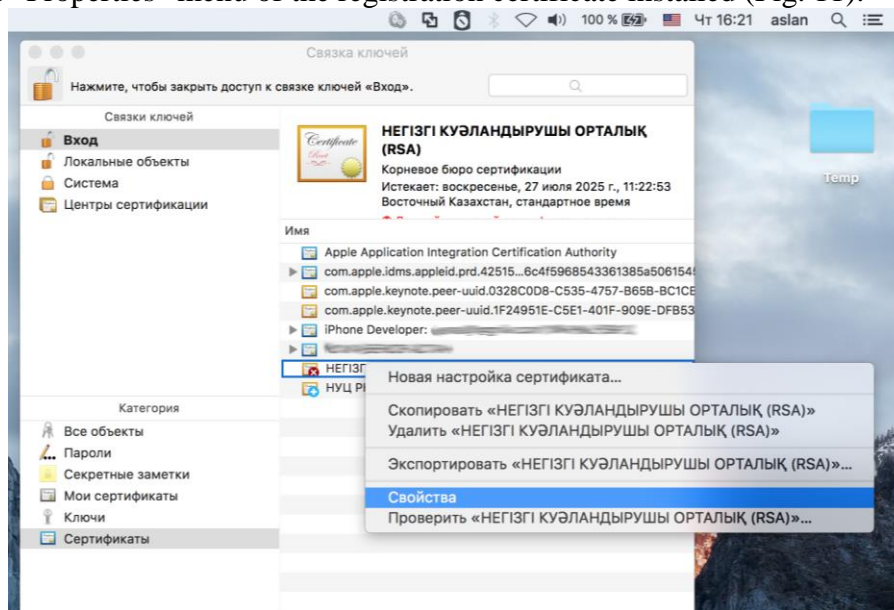 "Properties" menu of the registration certificate installed (Fig. 11).
100 % Чт 16:21 aslan
Связка ключей
Нажмите, чтобы закрыть доступ к связке ключей «Вход».
Связки ключей
Вход
Локальные объекты
Система
Центры сертификации
Certificate
Root
НЕГІЗГІ КУӘЛАНДЫРУШЫ ОРТАЛЫҚ
(RSA)
Корневое бюро сертификации
Истекает: воскресенье, 27 июля 2025 г., 11:22:53
Восточный Казахстан, стандартное время
Temp
Имя
Apple Application Integration Certification Authority
com.apple.idms.appleid.prd.42515...6c4f5968543361385a506154
com.apple.keynote.peer-uuid.0328C0D8-C535-4757-B65B-BC1CE
com.apple.keynote.peer-uuid.1F24951E-C5E1-401F-909E-DFB53
iPhone Developer:
НЕГІЗГ
НУЦ РК
Новая настройка сертификата...
Скопировать «НЕГІЗГІ КУӘЛАНДЫРУШЫ ОРТАЛЫҚ (RSA)»
Удалить «НЕГІЗГІ КУӘЛАНДЫРУШЫ ОРТАЛЫҚ (RSA)»
Экспортировать «НЕГІЗГІ КУӘЛАНДЫРУШЫ ОРТАЛЫҚ (RSA)»...
Свойства
Проверить «НЕГІЗГІ КУӘЛАНДЫРУШЫ ОРТАЛЫҚ (RSA)»...
Категория
Все объекты
Пароли
Секретные заметки
Мои сертификаты
Ключи
Сертификаты